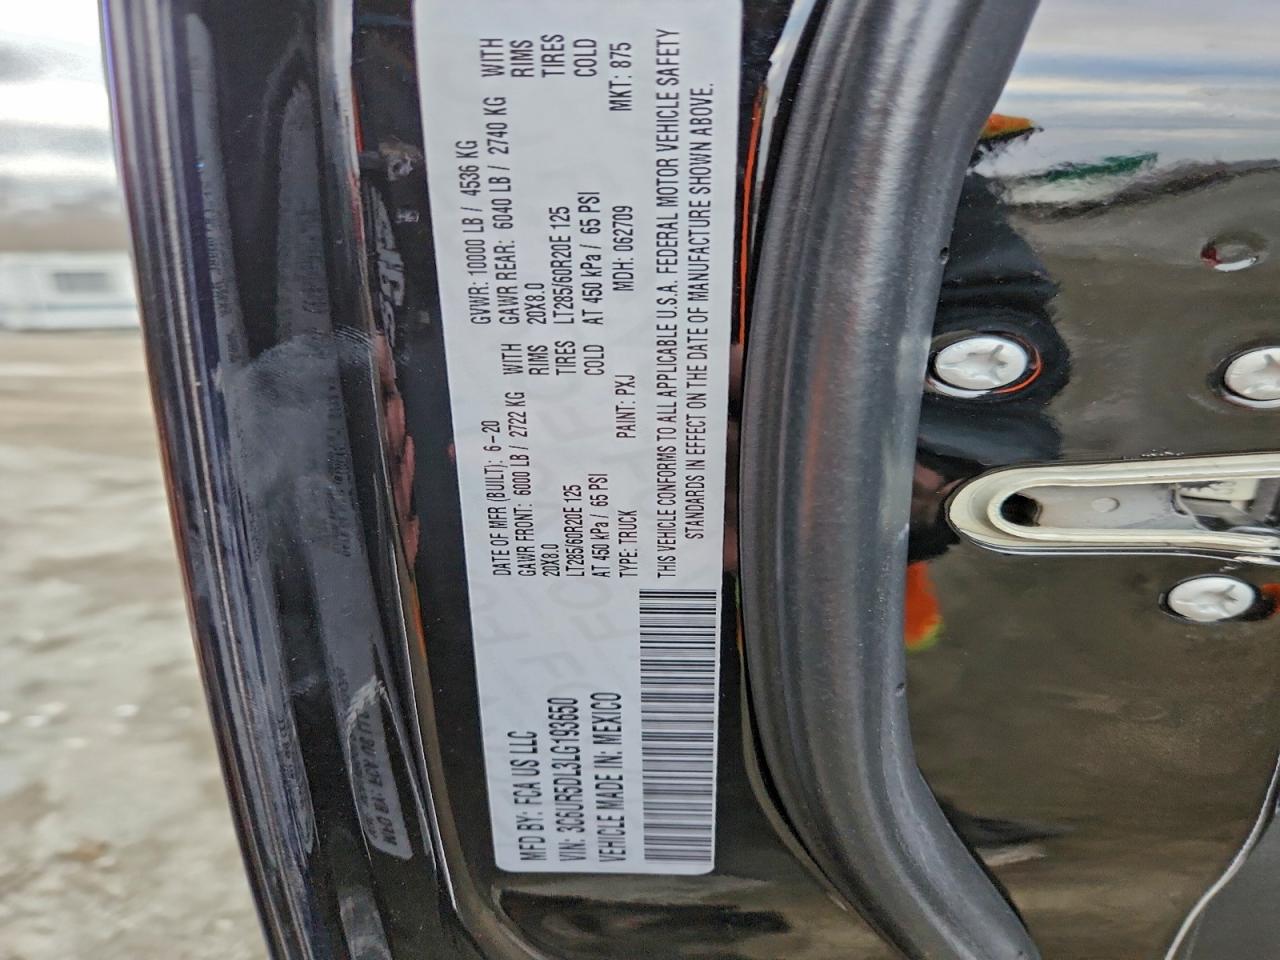 MFD BY: FCA US LLC
VIN: 3C6UR5DL3LG193650
VEHICLE MADE IN: MEXICO
DATE OF MFR (BUILT): 6-20 GVWR: 10000 LB / 4536 KG
GAWR FRONT: 6000 LB / 2722 KG WITH GAWR REAR: 6040 LB / 2740 KG WITH
20X8.0 RIMS 20X8.0 RIMS
LT285/60R20E 125 TIRES LT285/60R20E 125 TIRES
AT 450 kPa / 65 PSI COLD AT 450 kPa / 65 PSI COLD
TYPE: TRUCK PAINT: PXJ MDH: 062709 MKT: 875
THIS VEHICLE CONFORMS TO ALL APPLICABLE U.S.A. FEDERAL MOTOR VEHICLE SAFETY
STANDARDS IN EFFECT ON THE DATE OF MANUFACTURE SHOWN ABOVE.